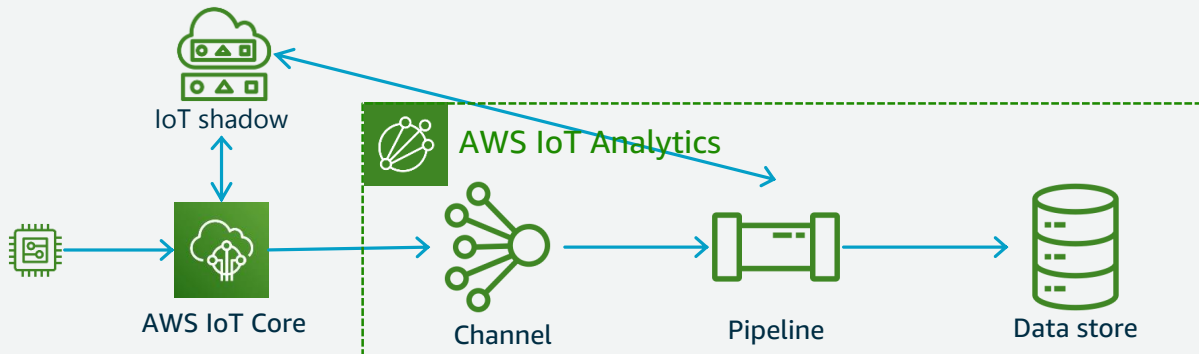 IoT shadow
AWS IoT Analytics
AWS IoT Core
Channel
Pipeline
Data store